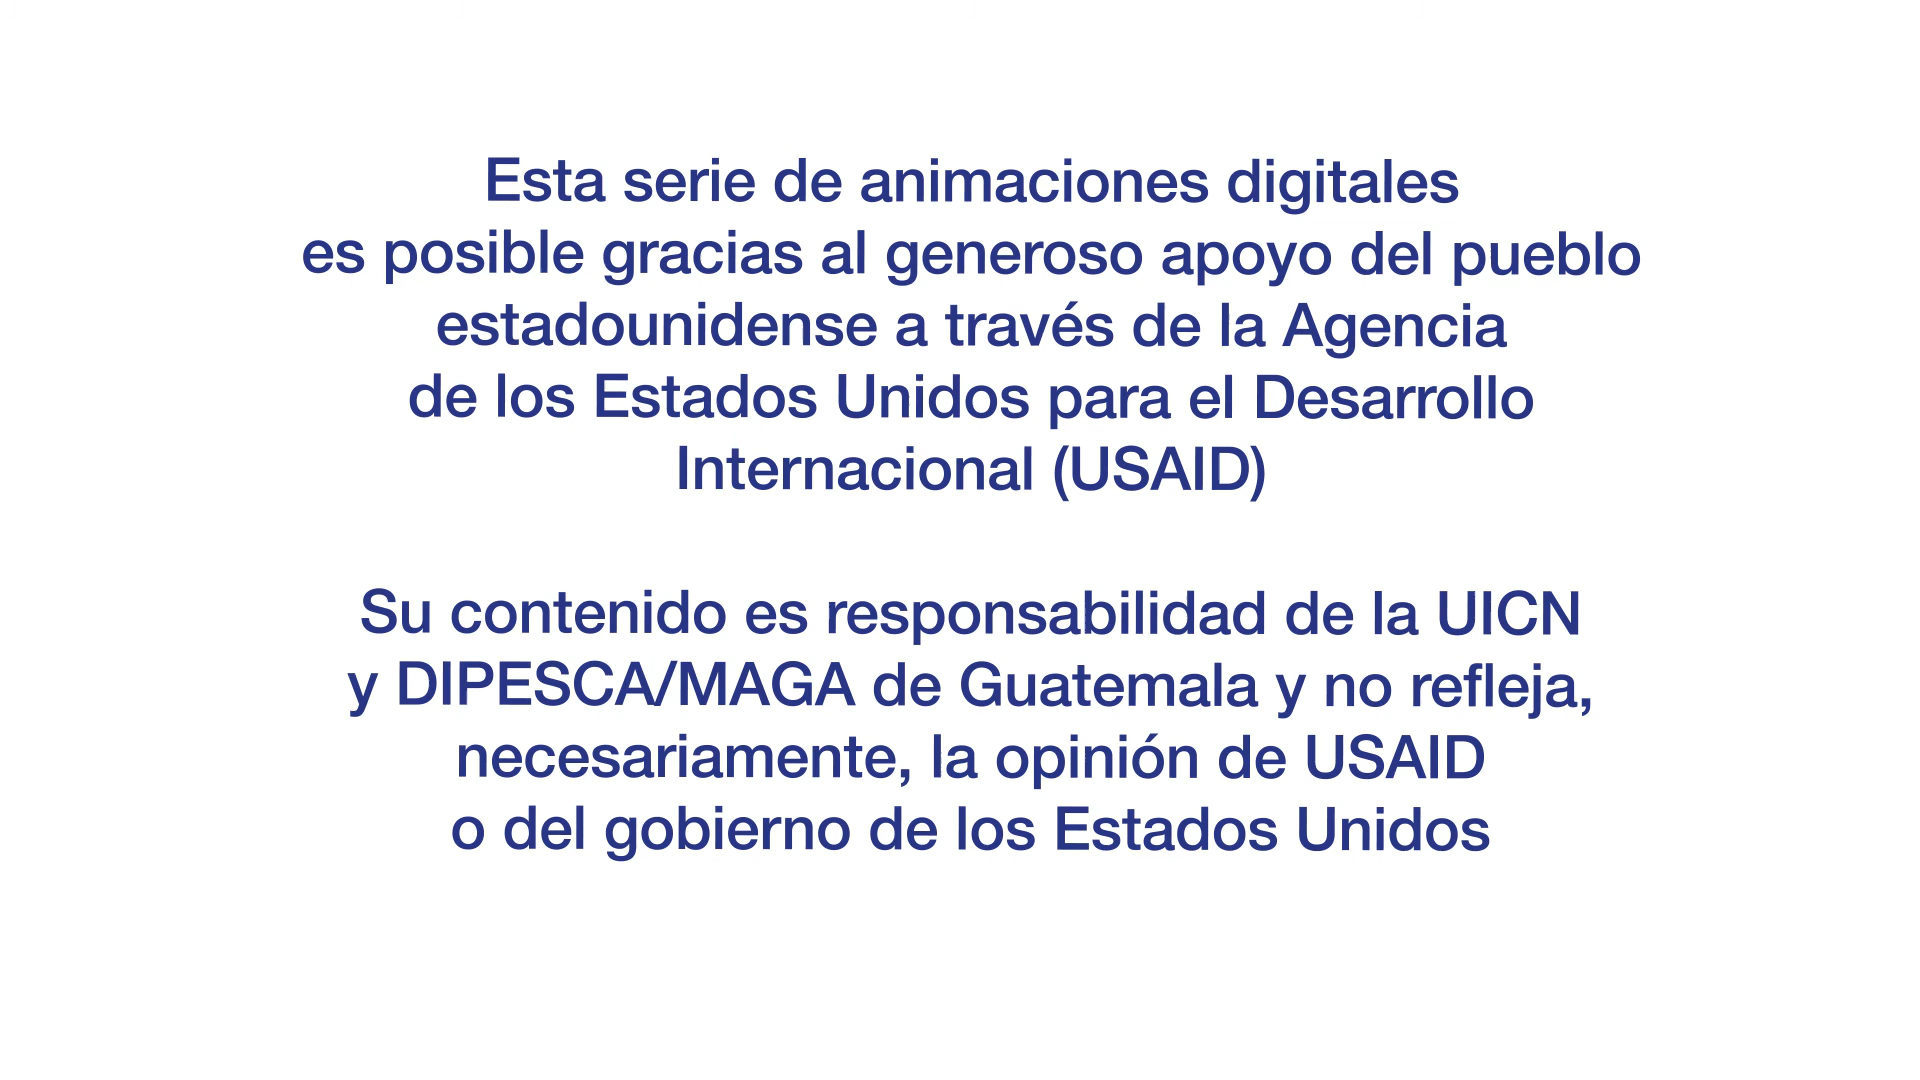 Esta serie de animaciones digitales
es posible gracias al generoso apoyo del pueblo
estadounidense a través de la Agencia
de los Estados Unidos para el Desarrollo
Internacional (USAID)
Su contenido es responsabilidad de la UICN
y DIPESCA/MAGA de Guatemala y no refleja,
necesariamente, la opinión de USAID
o del gobierno de los Estados Unidos